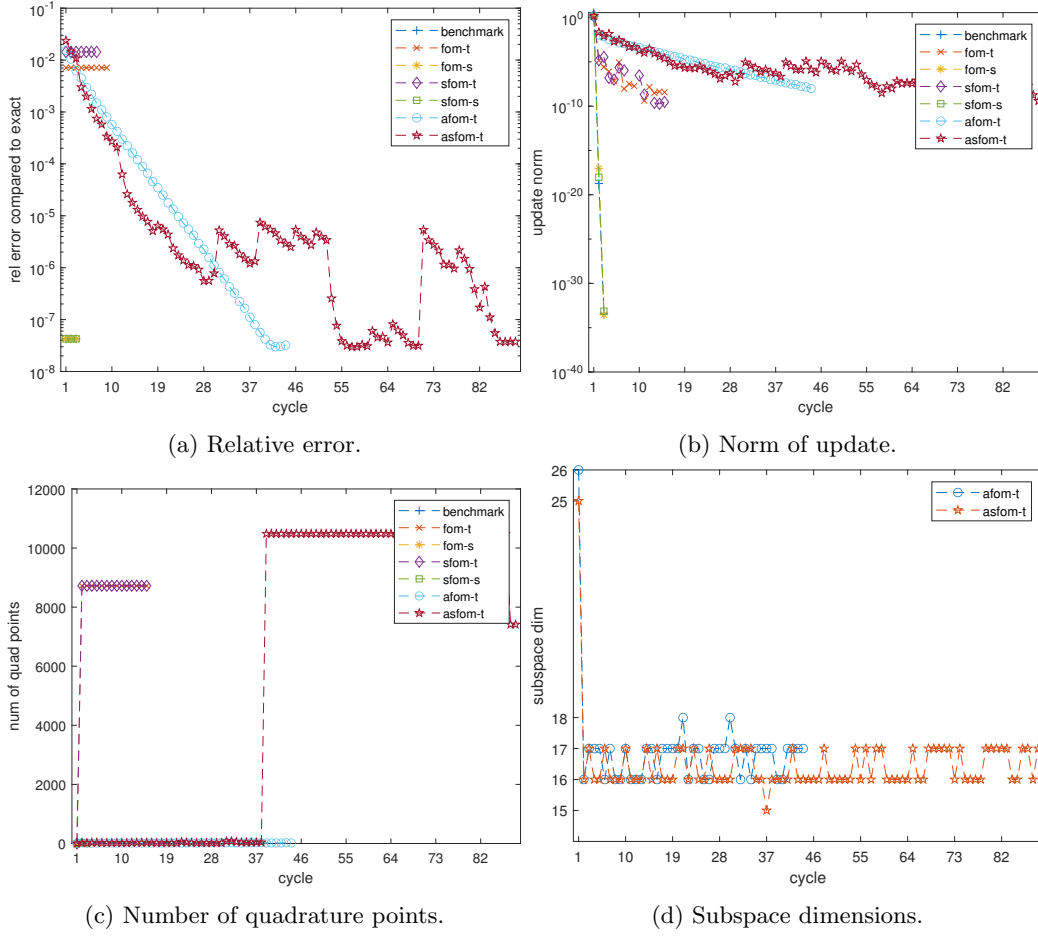 10⁻¹
10⁻²
10⁻³
10⁻⁴
10⁻⁵
10⁻⁶
10⁻⁷
10⁻⁸
rel error compared to exact
benchmark
fom-t
fom-s
sfom-t
sfom-s
afom-t
asfom-t
1 10 19 28 37 46 55 64 73 82
cycle
(a) Relative error.
10⁰
10⁻¹⁰
10⁻²⁰
10⁻³⁰
10⁻⁴⁰
update norm
benchmark
fom-t
fom-s
sfom-t
sfom-s
afom-t
asfom-t
1 10 19 28 37 46 55 64 73 82
cycle
(b) Norm of update.
12000
10000
8000
6000
4000
2000
0
num of quad points
benchmark
fom-t
fom-s
sfom-t
sfom-s
afom-t
asfom-t
1 10 19 28 37 46 55 64 73 82
cycle
(c) Number of quadrature points.
26
25
18
17
16
15
subspace dim
afom-t
asfom-t
1 10 19 28 37 46 55 64 73 82
cycle
(d) Subspace dimensions.